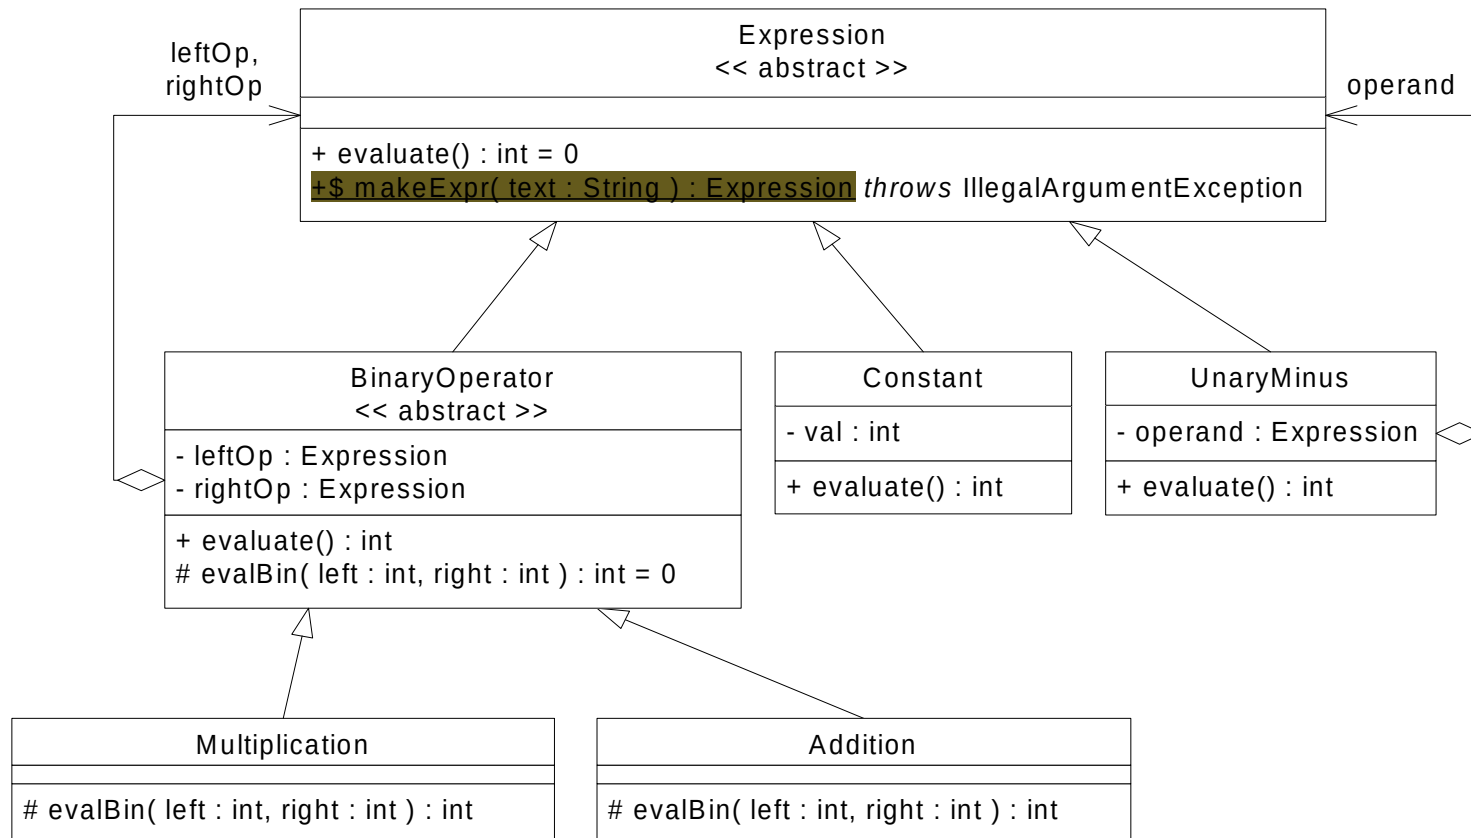 leftOp,
rightOp
Expression
<< abstract >>
operand
+ evaluate() : int = 0
+$ makeExpr( text : String ) : Expression throws IllegalArgumentException
BinaryOperator
<< abstract >>
- leftOp : Expression
- rightOp : Expression
+ evaluate() : int
# evalBin( left : int, right : int ) : int = 0
Constant
- val : int
+ evaluate() : int
UnaryMinus
- operand : Expression
+ evaluate() : int
Multiplication
# evalBin( left : int, right : int ) : int
Addition
# evalBin( left : int, right : int ) : int